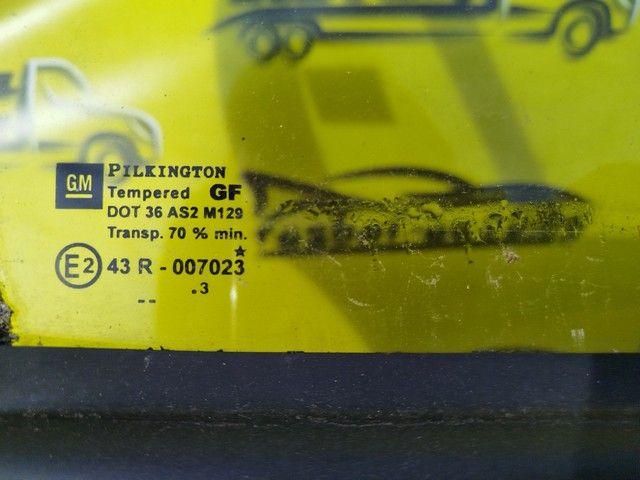 GM PILKINGTON
Tempered GF
DOT 36 AS2 M129
Transp. 70 % min.
E2 43 R - 007023
-- .3